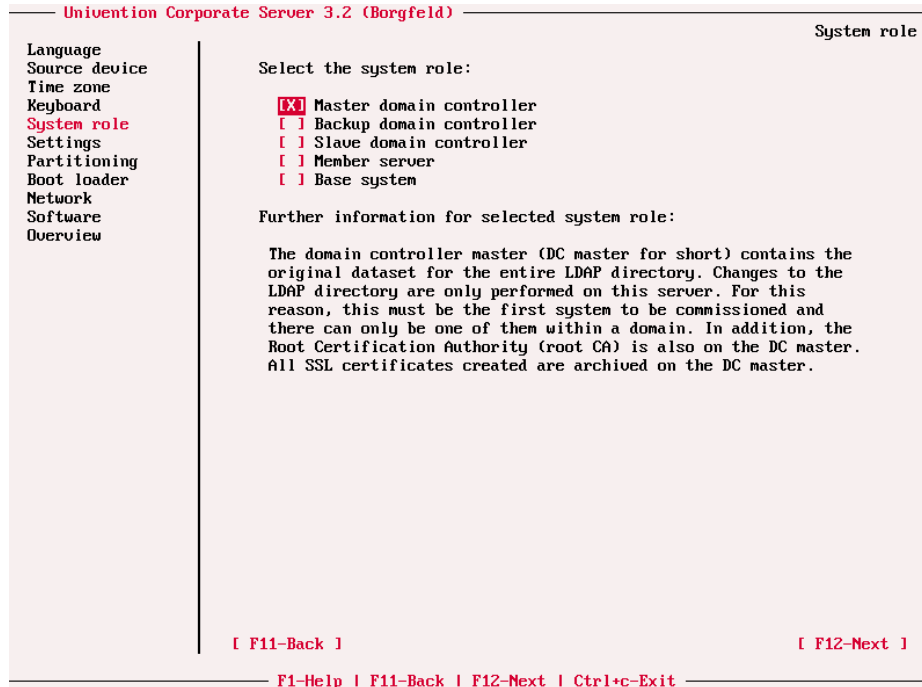 Univention Corporate Server 3.2 (Borgfeld)
System role
Language
Source device
Time zone
Keyboard
System role
Settings
Partitioning
Boot loader
Network
Software
Overview
Select the system role:
[X] Master domain controller
[ ] Backup domain controller
[ ] Slave domain controller
[ ] Member server
[ ] Base system
Further information for selected system role:
The domain controller master (DC master for short) contains the
original dataset for the entire LDAP directory. Changes to the
LDAP directory are only performed on this server. For this
reason, this must be the first system to be commissioned and
there can only be one of them within a domain. In addition, the
Root Certification Authority (root CA) is also on the DC master.
All SSL certificates created are archived on the DC master.
[ F11-Back ] [ F12-Next ]
F1-Help | F11-Back | F12-Next | Ctrl+c-Exit